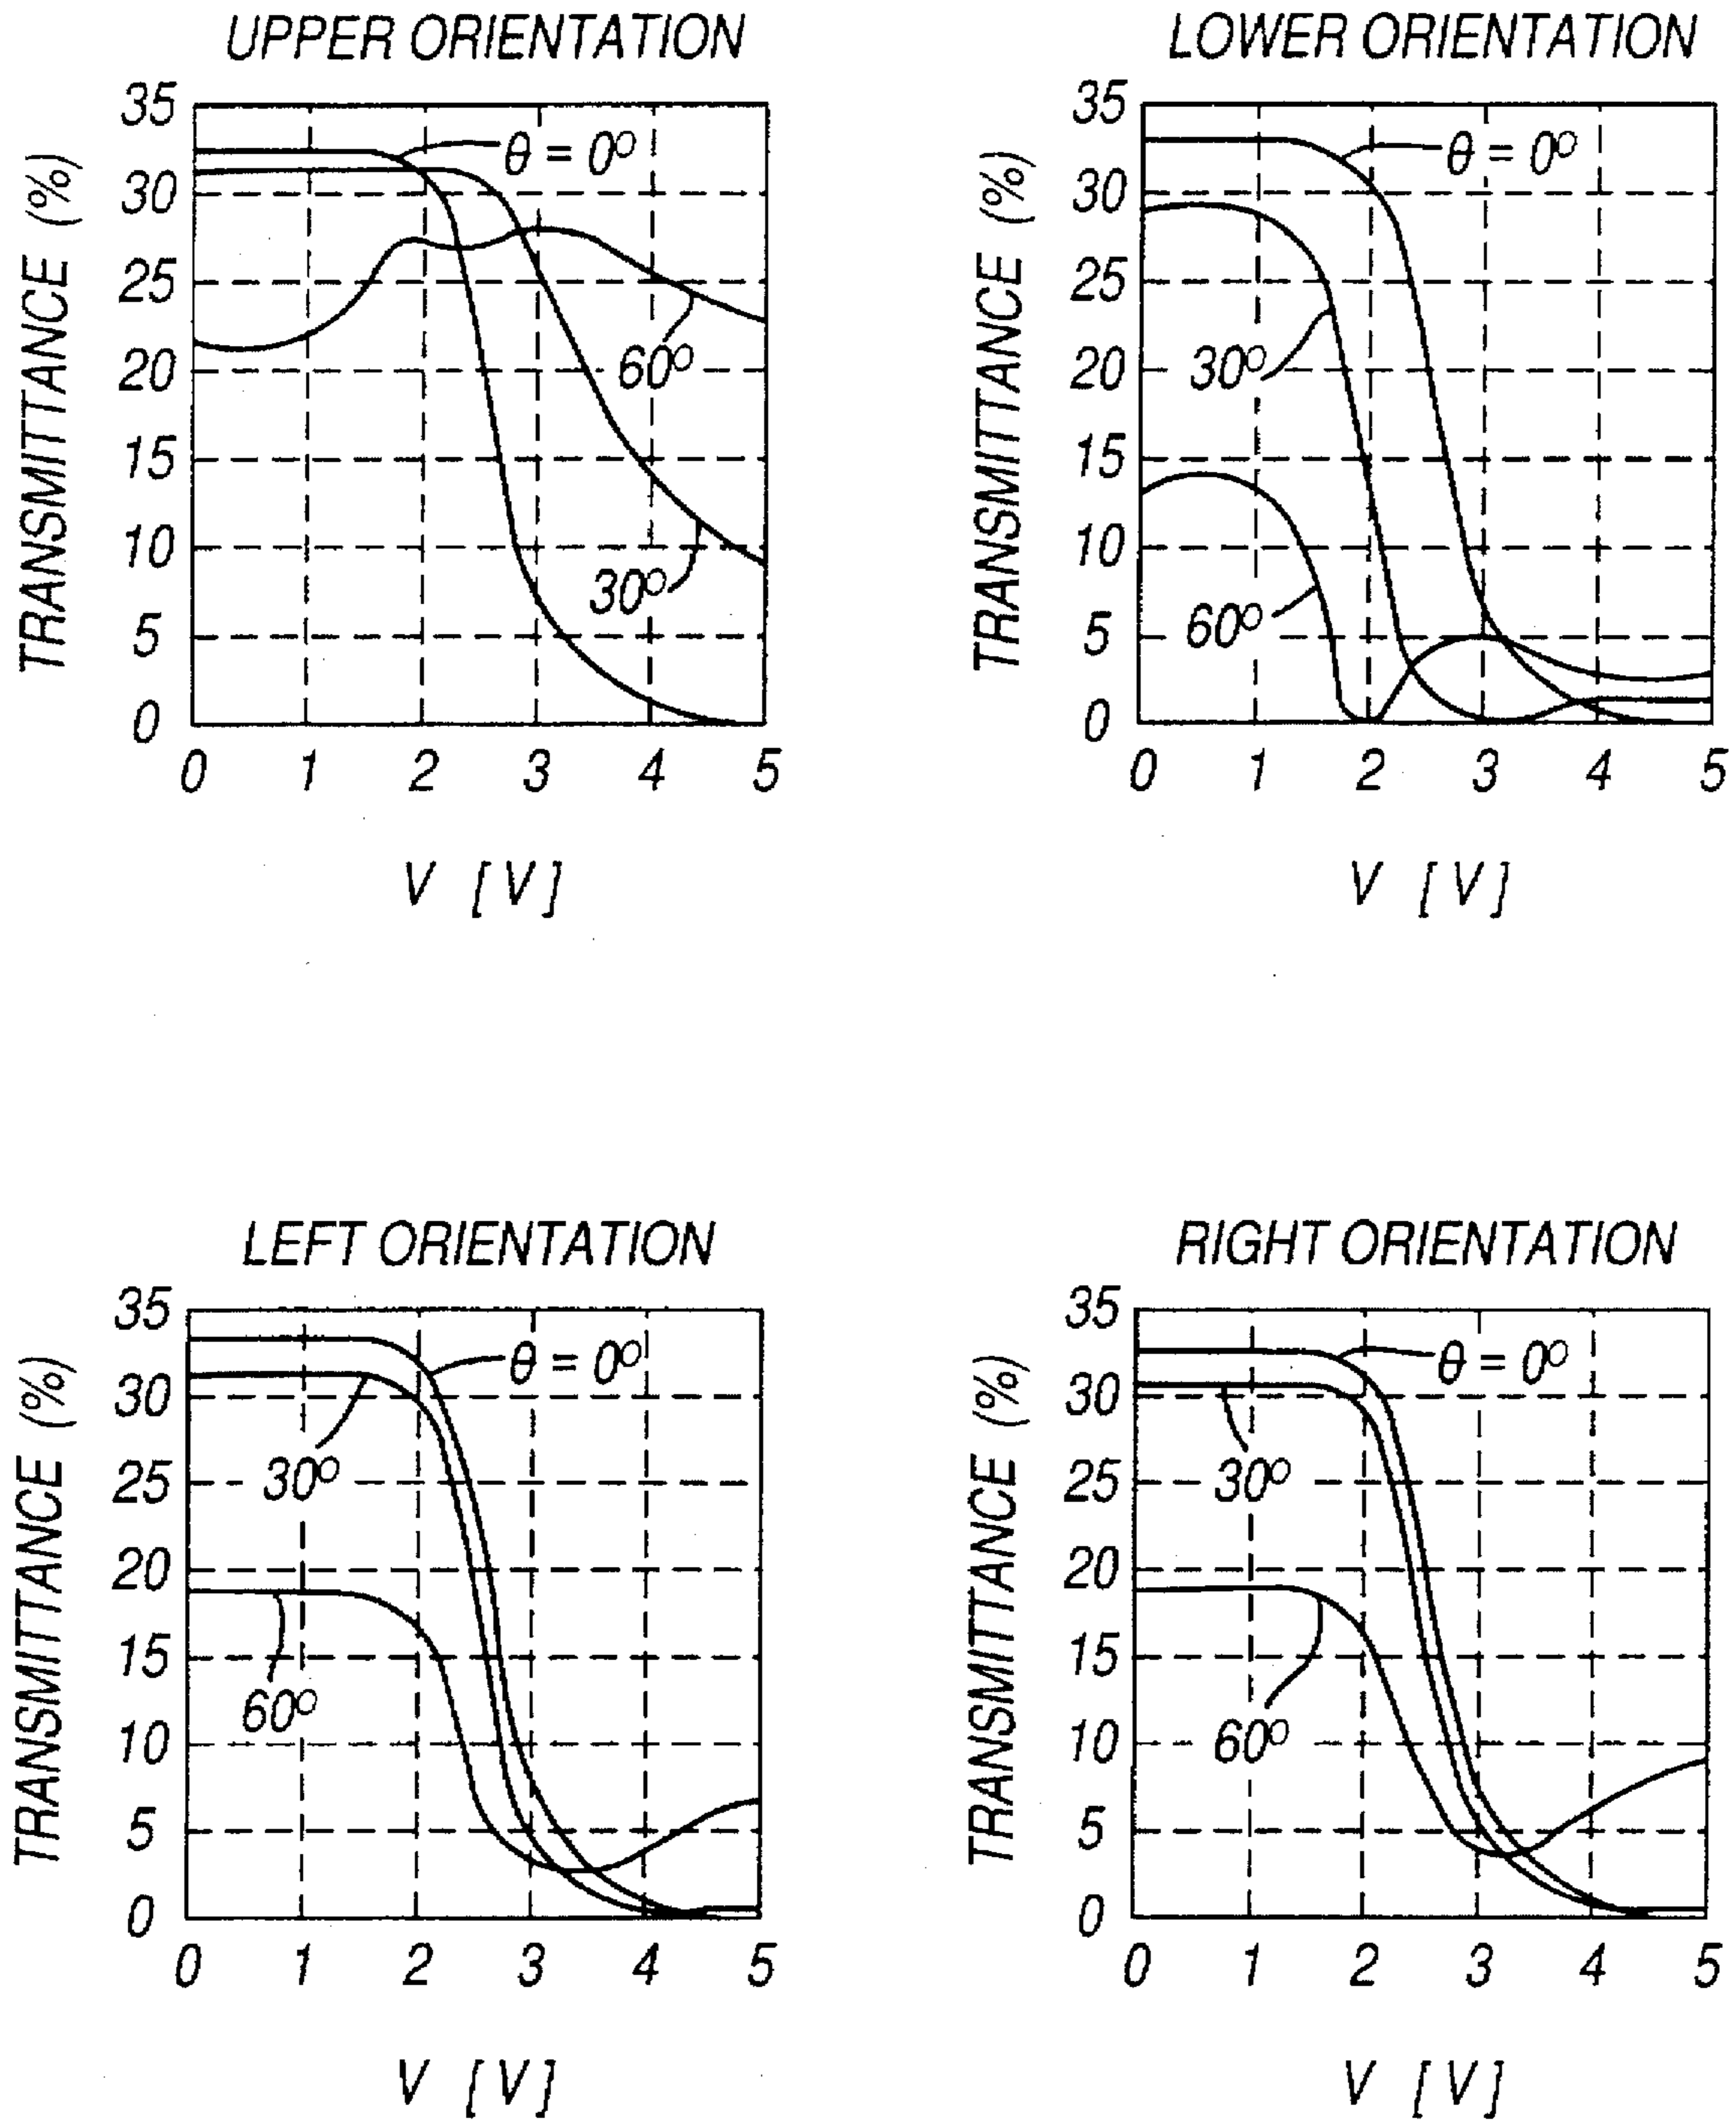 UPPER ORIENTATION
TRANSMITTANCE (%)
35
30
25
20
15
10
5
0
θ = 0°
60°
30°
0 1 2 3 4 5
V [V]
LOWER ORIENTATION
TRANSMITTANCE (%)
35
30
25
20
15
10
5
0
θ = 0°
30°
60°
0 1 2 3 4 5
V [V]
LEFT ORIENTATION
TRANSMITTANCE (%)
35
30
25
20
15
10
5
0
θ = 0°
30°
60°
0 1 2 3 4 5
V [V]
RIGHT ORIENTATION
TRANSMITTANCE (%)
35
30
25
20
15
10
5
0
θ = 0°
30°
60°
0 1 2 3 4 5
V [V]